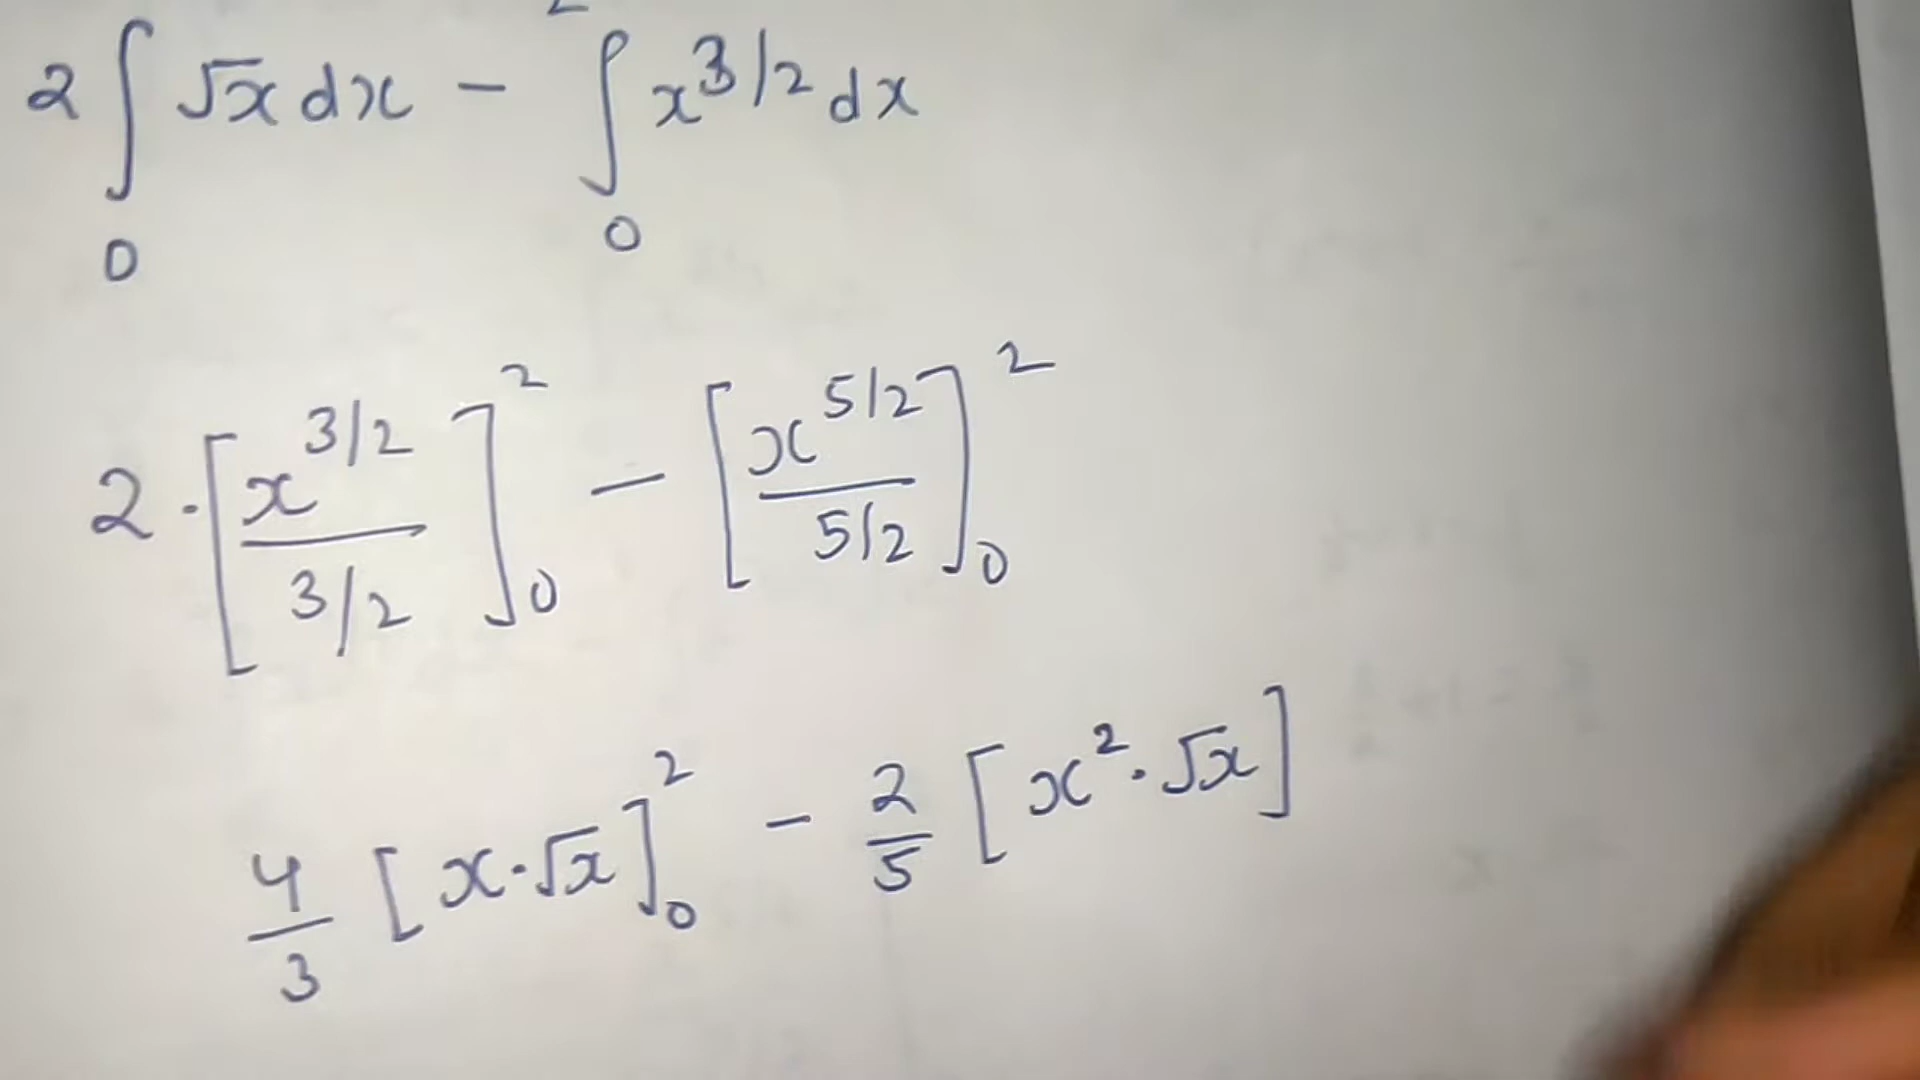 2 ∫₀ √x dx − ∫₀² x^3/2 dx
2 · [x^3/2 / 3/2]₀² − [x^5/2 / 5/2]₀²
4/3 [x·√x]₀² − 2/5 [x²·√x]